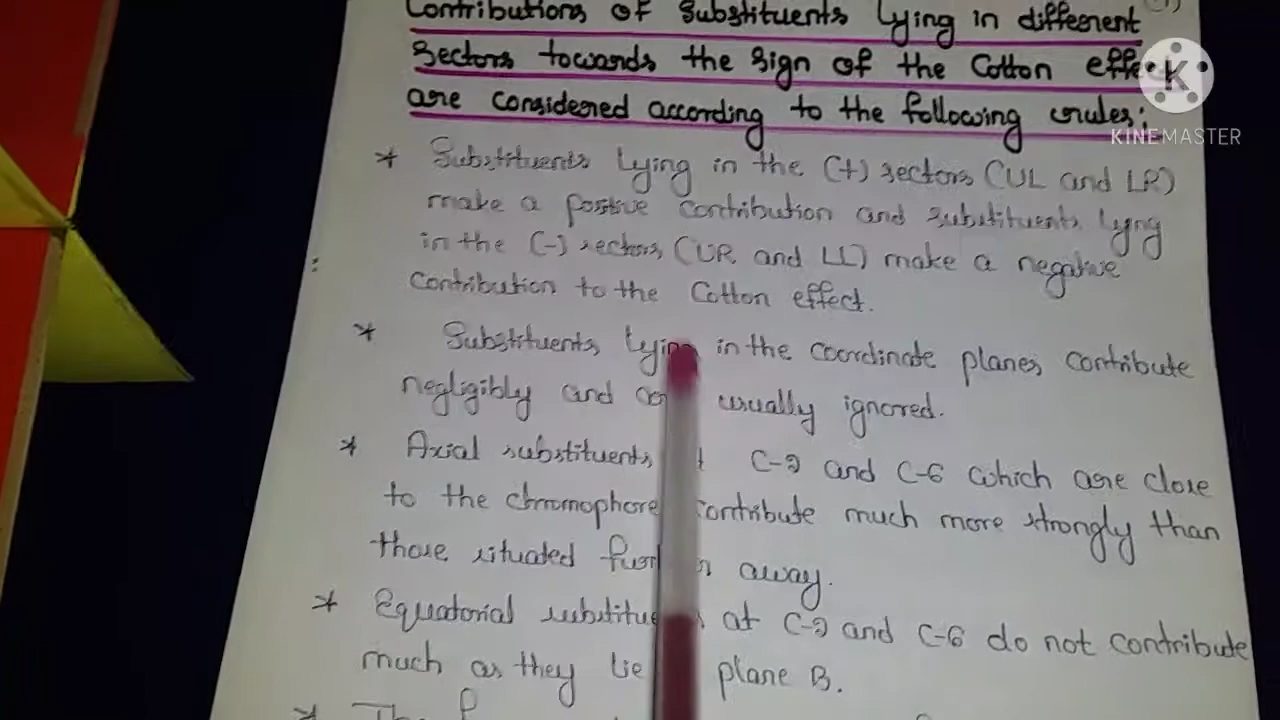 Contributions of Substituents lying in different
Sectors towards the Sign of the Cotton effe
are considered according to the following rules:
K
KINEMASTER
* Substituents lying in the (+) sectors (UL and LR)
make a positive contribution and substituents lying
in the (-) sectors (UR and LL) make a negative
Contribution to the Cotton effect.
* Substituents lying in the coordinate planes contribute
negligibly and usually ignored.
* Axial substituents C-2 and C-6 which are close
to the chromophore contribute much more strongly than
those situated away.
* Equatorial at C-2 and C-6 do not contribute
much as they lie plane B.
* The